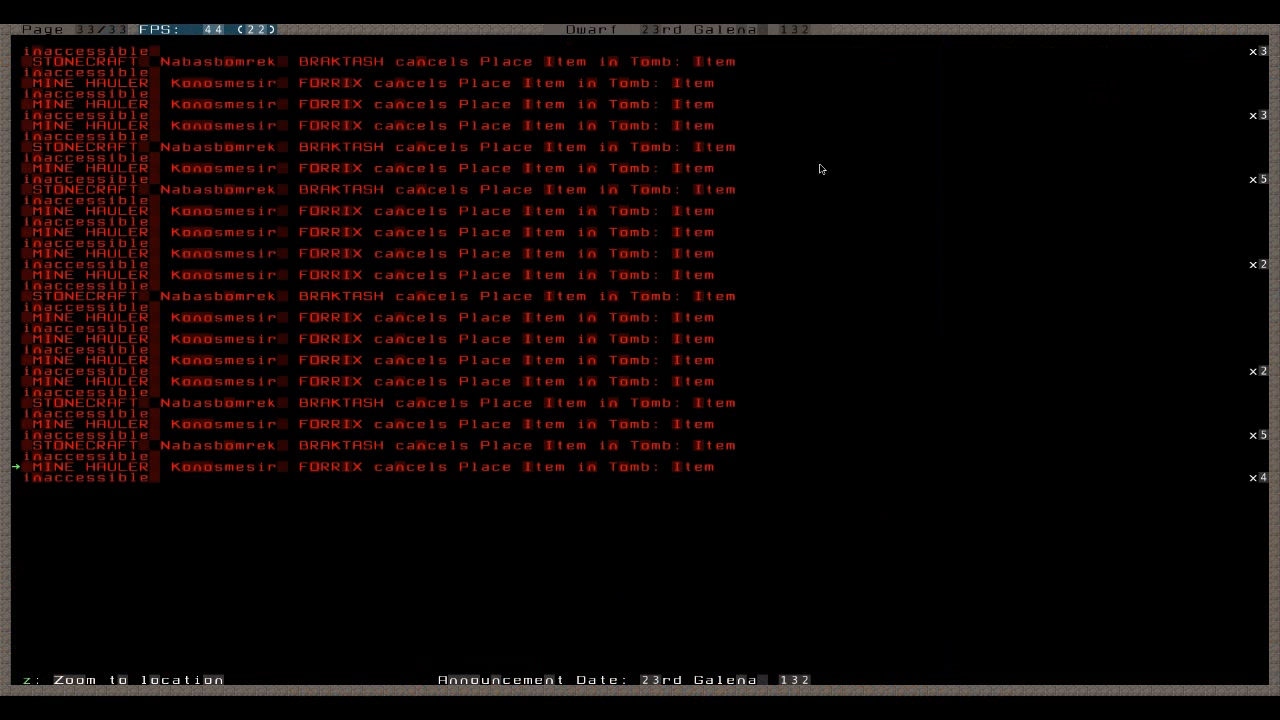 Page 33/33 FPS: 44 (22) Dwarf 23rd Galena 132
inaccessible x3
STONECRAFT Nabasbomrek BRAKTASH cancels Place Item in Tomb: Item
inaccessible
MINE HAULER Konosmesir FORRIX cancels Place Item in Tomb: Item
inaccessible
MINE HAULER Konosmesir FORRIX cancels Place Item in Tomb: Item
inaccessible x3
MINE HAULER Konosmesir FORRIX cancels Place Item in Tomb: Item
inaccessible
STONECRAFT Nabasbomrek BRAKTASH cancels Place Item in Tomb: Item
inaccessible
MINE HAULER Konosmesir FORRIX cancels Place Item in Tomb: Item
inaccessible x5
STONECRAFT Nabasbomrek BRAKTASH cancels Place Item in Tomb: Item
inaccessible
MINE HAULER Konosmesir FORRIX cancels Place Item in Tomb: Item
inaccessible
MINE HAULER Konosmesir FORRIX cancels Place Item in Tomb: Item
inaccessible
MINE HAULER Konosmesir FORRIX cancels Place Item in Tomb: Item
inaccessible x2
MINE HAULER Konosmesir FORRIX cancels Place Item in Tomb: Item
inaccessible
STONECRAFT Nabasbomrek BRAKTASH cancels Place Item in Tomb: Item
inaccessible
MINE HAULER Konosmesir FORRIX cancels Place Item in Tomb: Item
inaccessible
MINE HAULER Konosmesir FORRIX cancels Place Item in Tomb: Item
inaccessible
MINE HAULER Konosmesir FORRIX cancels Place Item in Tomb: Item
inaccessible x2
MINE HAULER Konosmesir FORRIX cancels Place Item in Tomb: Item
inaccessible
STONECRAFT Nabasbomrek BRAKTASH cancels Place Item in Tomb: Item
inaccessible
MINE HAULER Konosmesir FORRIX cancels Place Item in Tomb: Item
inaccessible x5
STONECRAFT Nabasbomrek BRAKTASH cancels Place Item in Tomb: Item
inaccessible
MINE HAULER Konosmesir FORRIX cancels Place Item in Tomb: Item
inaccessible x4
z: Zoom to location Announcement Date: 23rd Galena 132